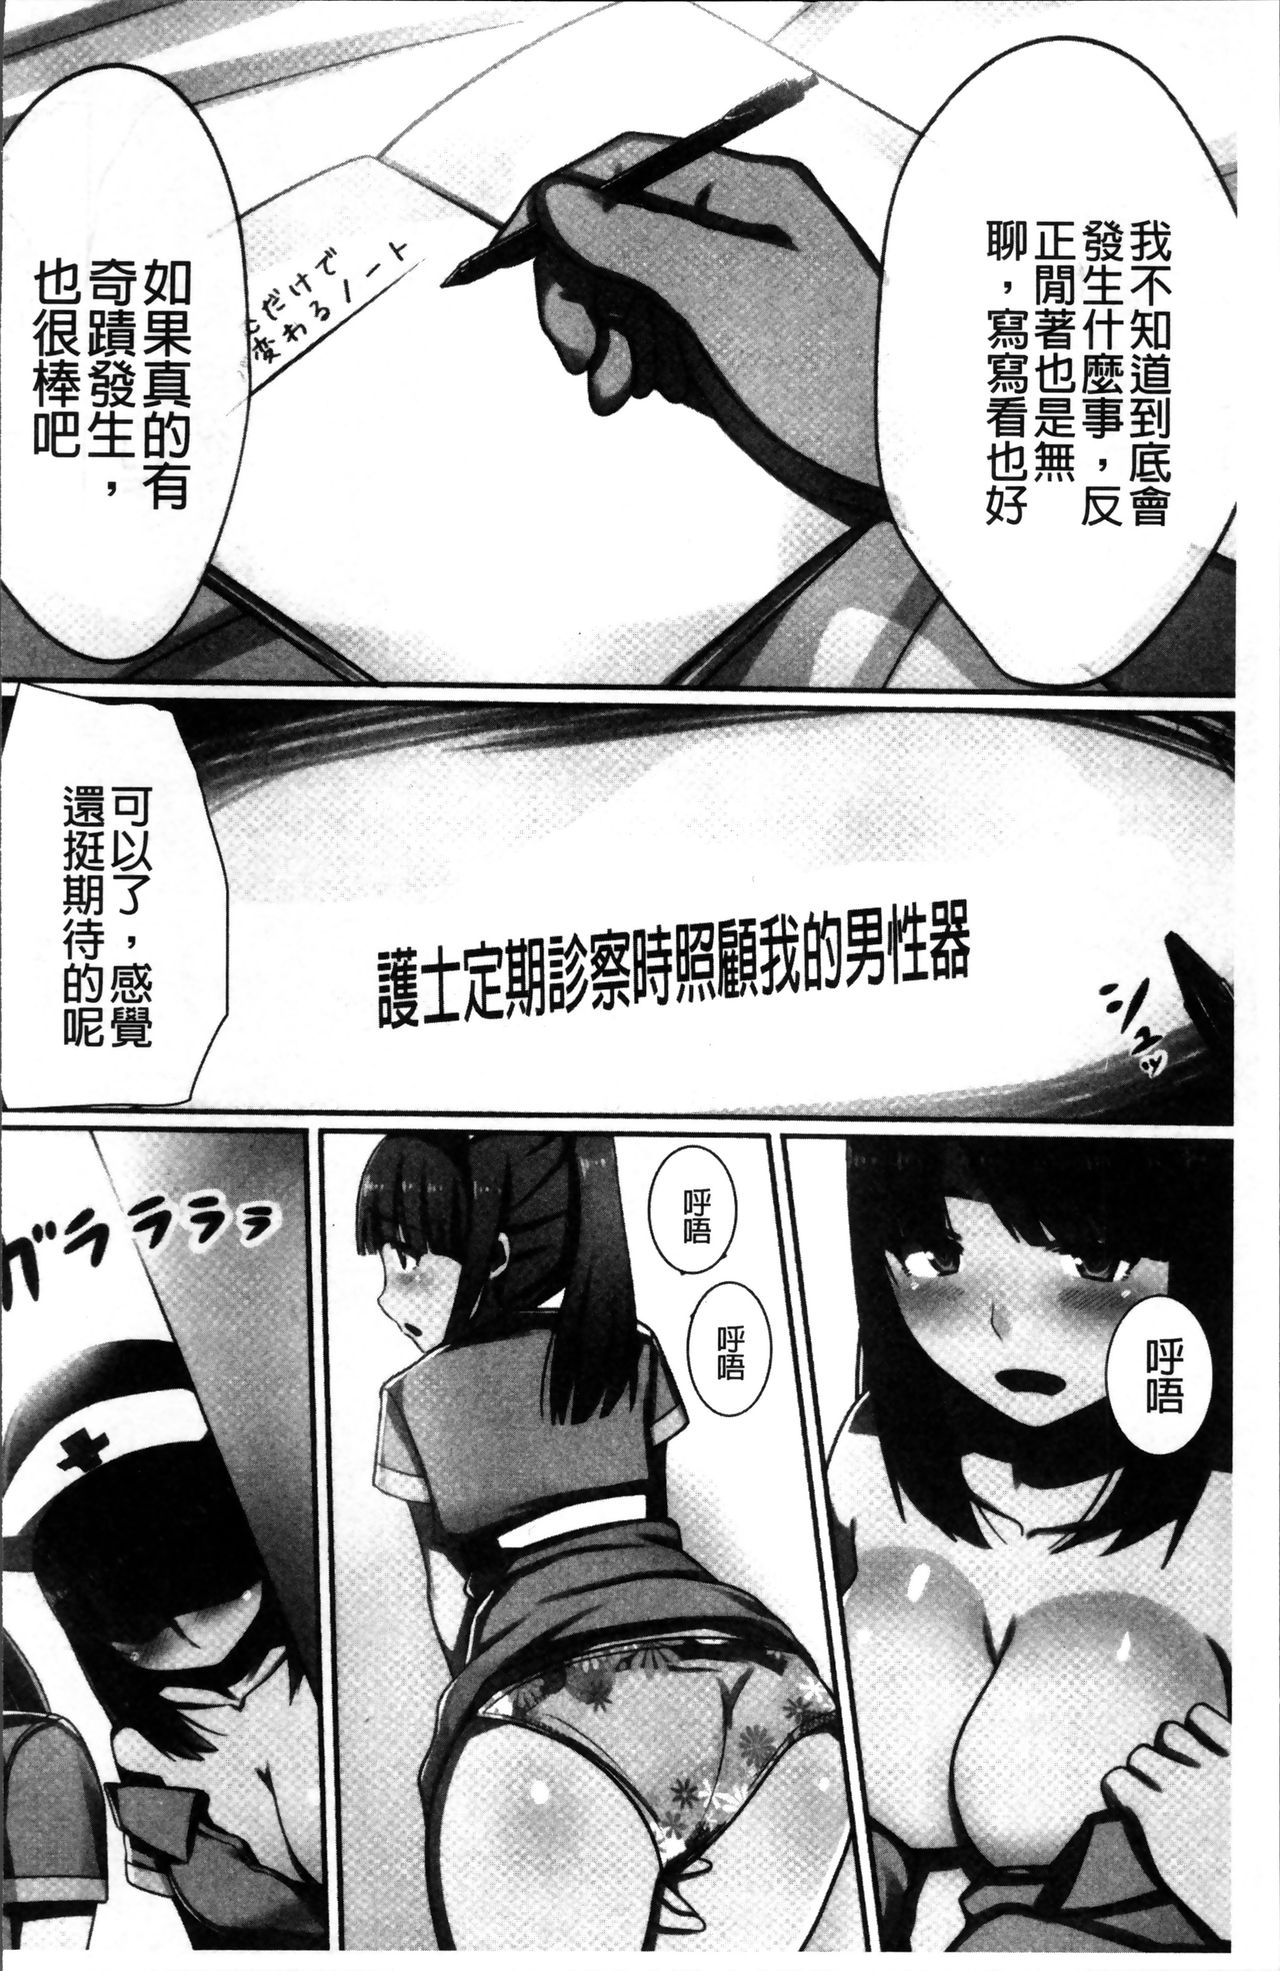 我不知道到底會
發生什麼事，反
正閒著也是無
聊，寫寫看也好
だけで
変わるノート
如果真的有
奇蹟發生，
也很棒吧
護士定期診察時照顧我的男性器
シュッ
可以了，感覺
還挺期待的呢
呼唔
呼唔
呼唔
グラララララ